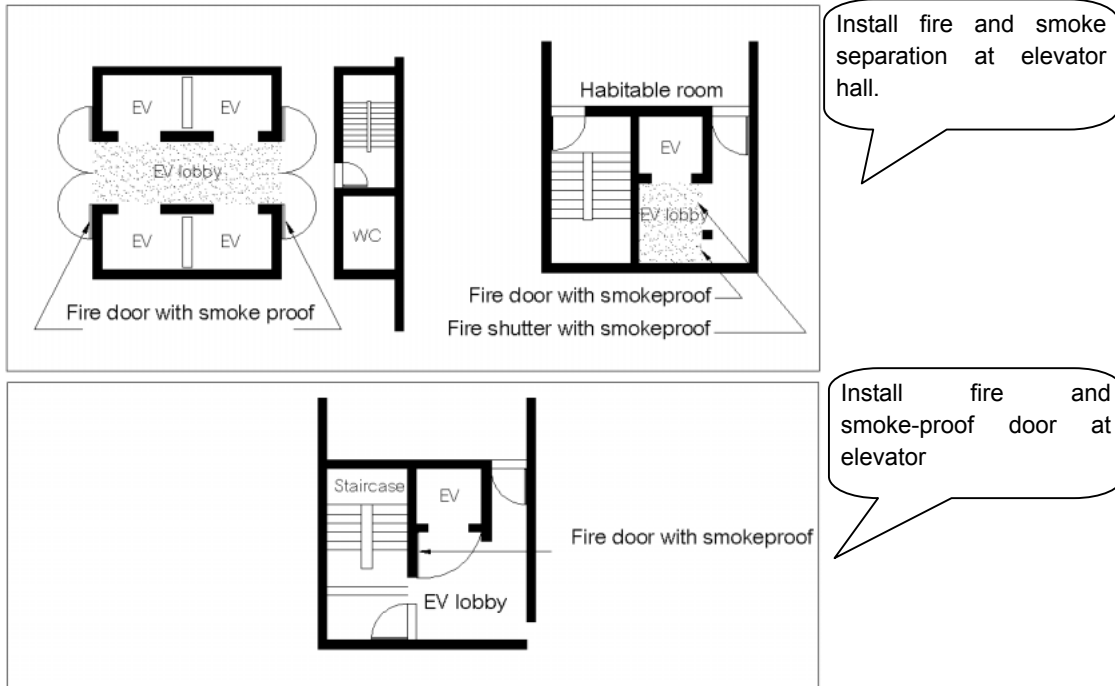 EV
EV
EV lobby
EV
EV
WC
Fire door with smoke proof
Habitable room
EV
EV lobby
Fire door with smokeproof
Fire shutter with smokeproof
Install fire and smoke
separation at elevator
hall.
Staircase
EV
Fire door with smokeproof
EV lobby
Install fire and
smoke-proof door at
elevator